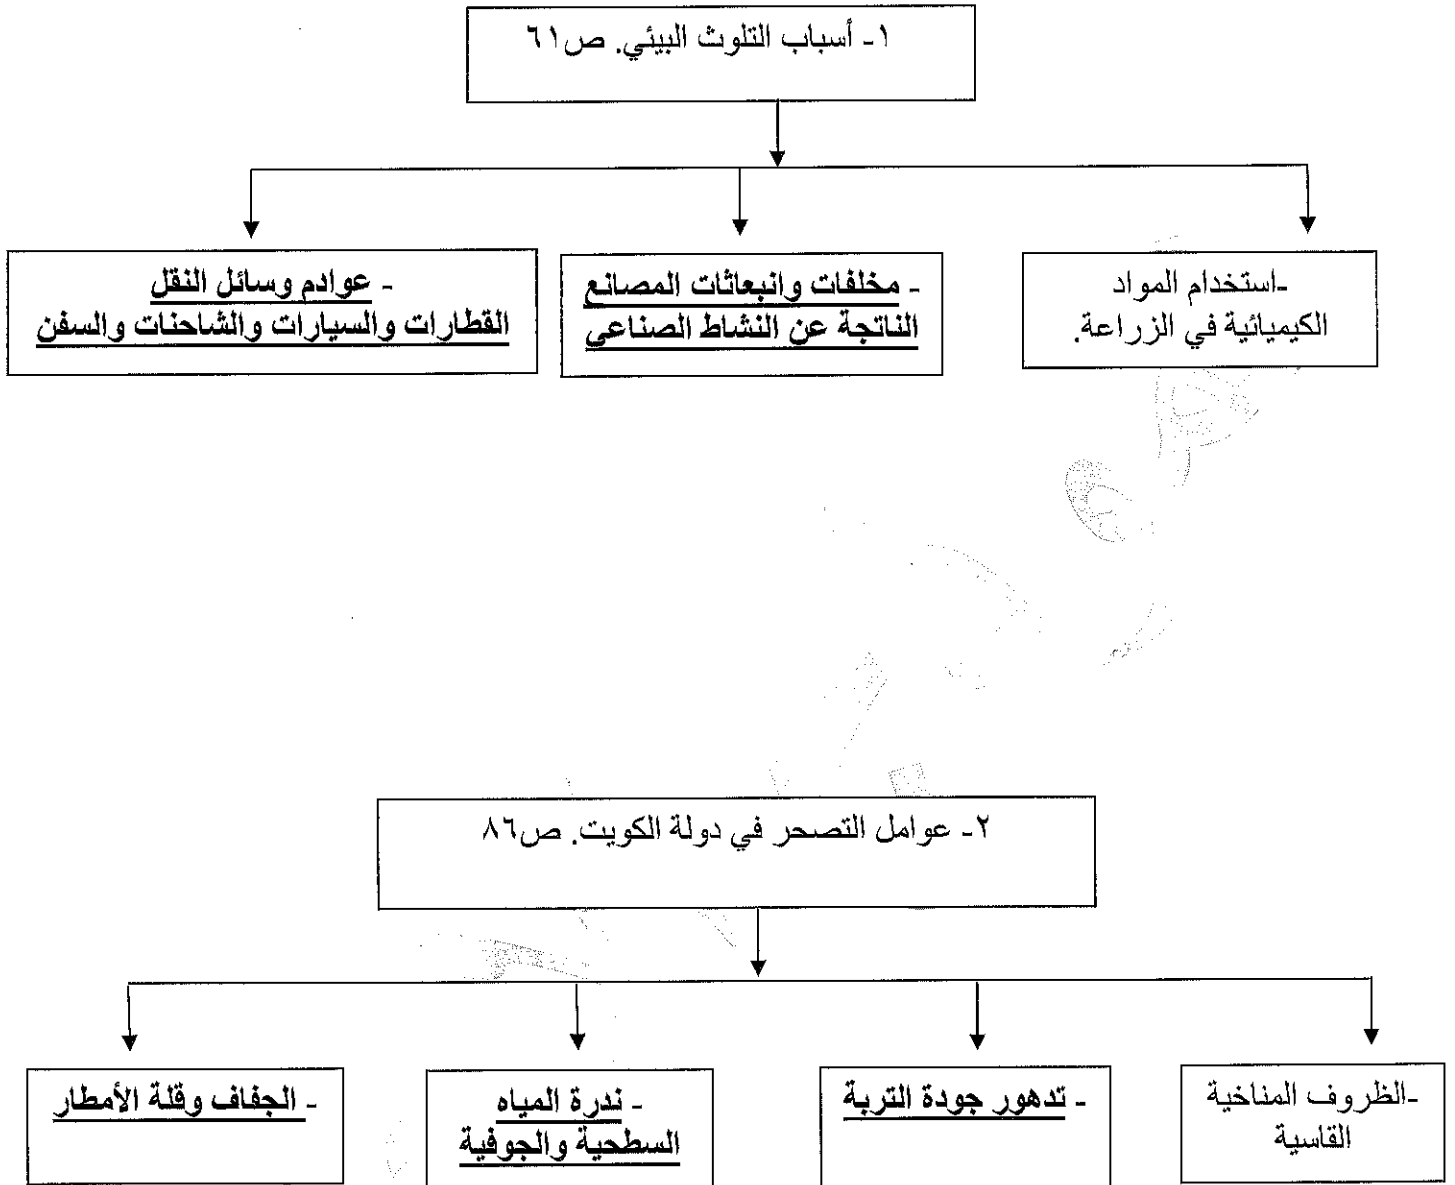 ١- أسباب التلوث البيئي. ص٦١
-استخدام المواد
الكيميائية في الزراعة.
- مخلفات وانبعاثات المصانع
الناتجة عن النشاط الصناعي
- عوادم وسائل النقل
القطارات والسيارات والشاحنات والسفن
٢- عوامل التصحر في دولة الكويت. ص٨٦
-الظروف المناخية
القاسية
- تدهور جودة التربة
- ندرة المياه
السطحية والجوفية
- الجفاف وقلة الأمطار